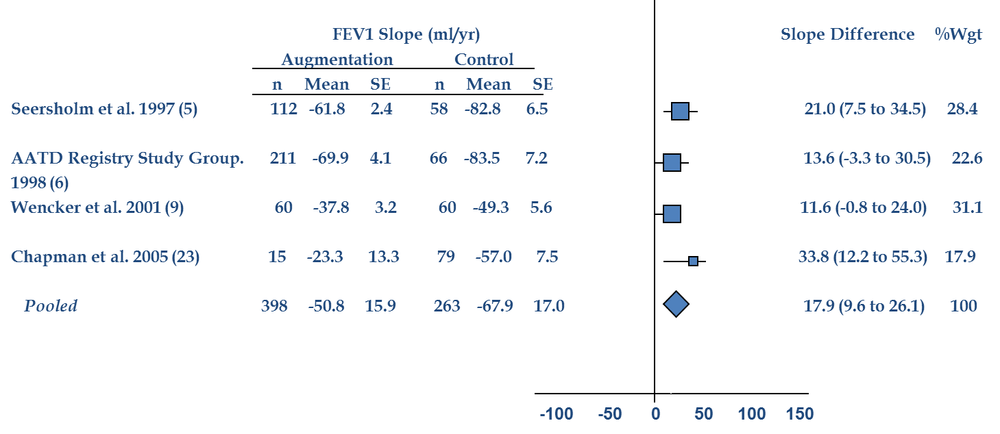 FEV1 Slope (ml/yr) Slope Difference %Wgt
Augmentation Control
n Mean SE n Mean SE
Seersholm et al. 1997 (5) 112 -61.8 2.4 58 -82.8 6.5 21.0 (7.5 to 34.5) 28.4
AATD Registry Study Group. 211 -69.9 4.1 66 -83.5 7.2 13.6 (-3.3 to 30.5) 22.6
1998 (6)
Wencker et al. 2001 (9) 60 -37.8 3.2 60 -49.3 5.6 11.6 (-0.8 to 24.0) 31.1
Chapman et al. 2005 (23) 15 -23.3 13.3 79 -57.0 7.5 33.8 (12.2 to 55.3) 17.9
Pooled 398 -50.8 15.9 263 -67.9 17.0 17.9 (9.6 to 26.1) 100
-100 -50 0 50 100 150